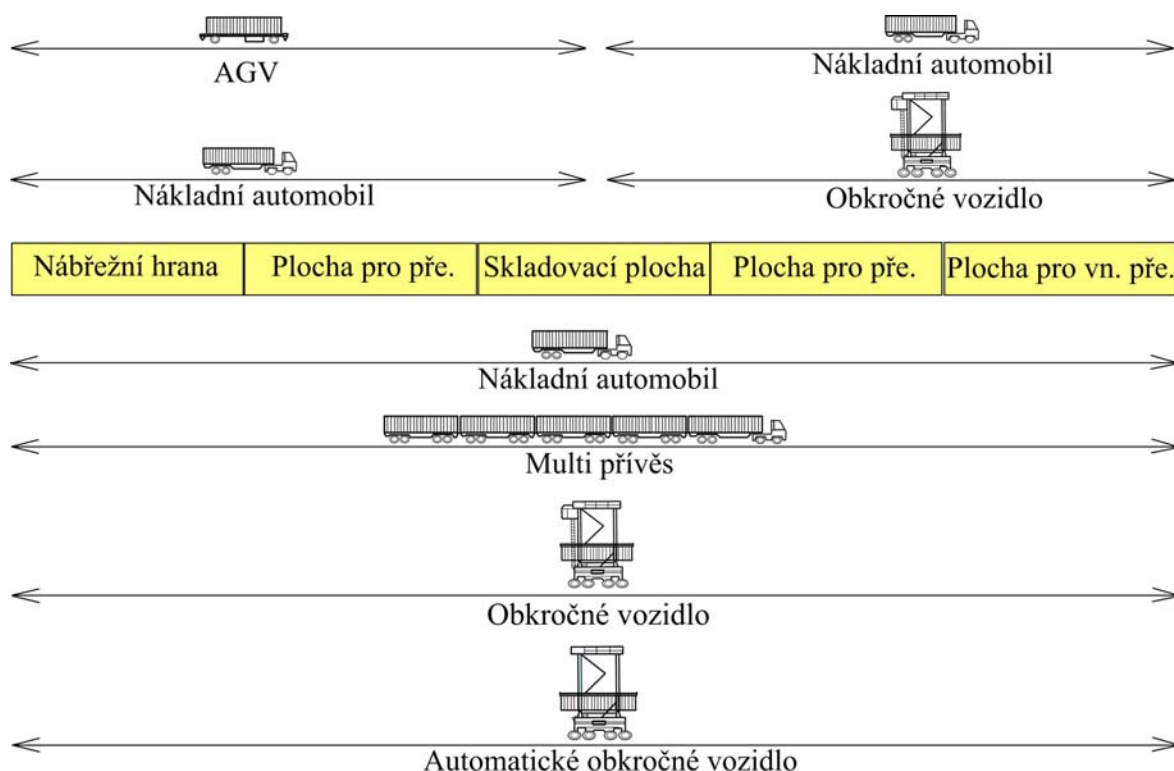 AGV
Nákladní automobil
Nákladní automobil
Obkročné vozidlo
Nábřežní hrana
Plocha pro pře.
Skladovací plocha
Plocha pro pře.
Plocha pro vn. pře.
Nákladní automobil
Multi přívěs
Obkročné vozidlo
Automatické obkročné vozidlo